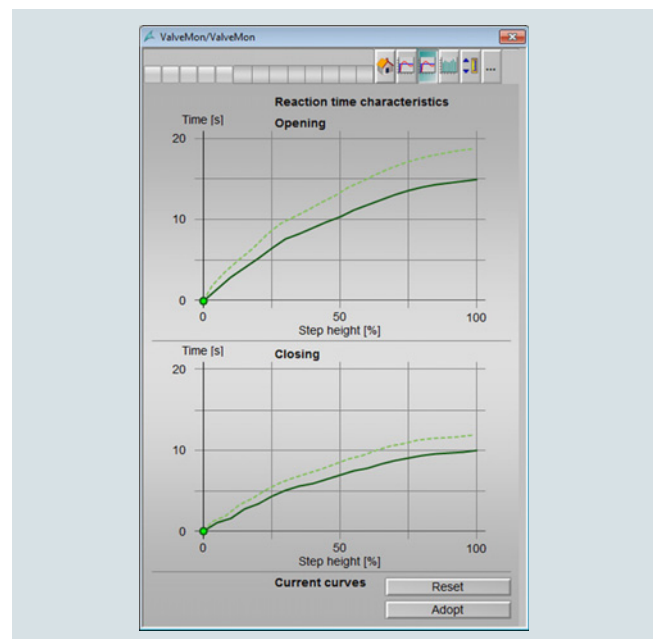 ValveMon/ValveMon
...
Reaction time characteristics
Time [s]
Opening
20
10
0
0 50 100
Step height [%]
Time [s]
Closing
20
10
0
0 50 100
Step height [%]
Current curves
Reset
Adopt